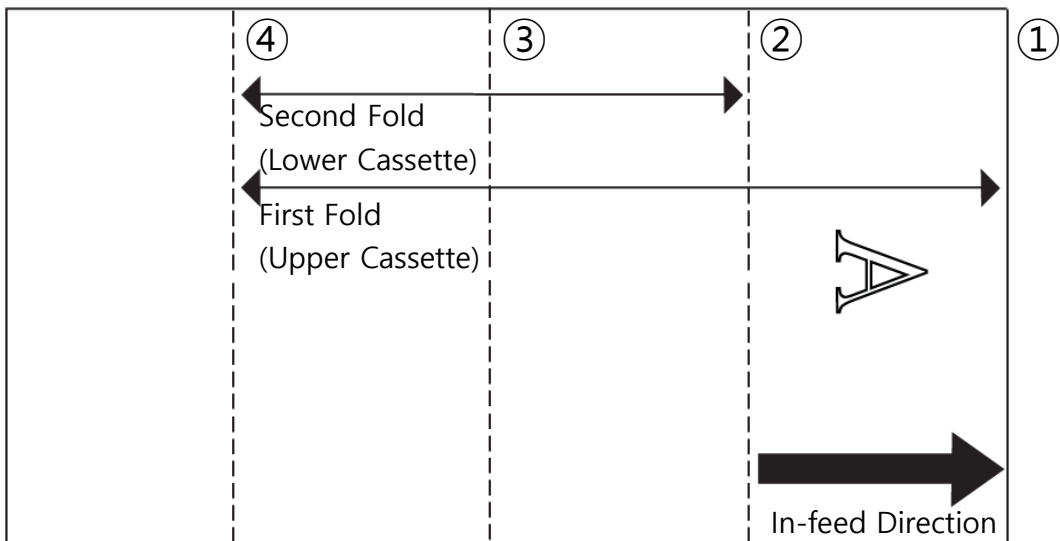 ④ ③ ② ①
Second Fold
(Lower Cassette)
First Fold
(Upper Cassette)
A
In-feed Direction